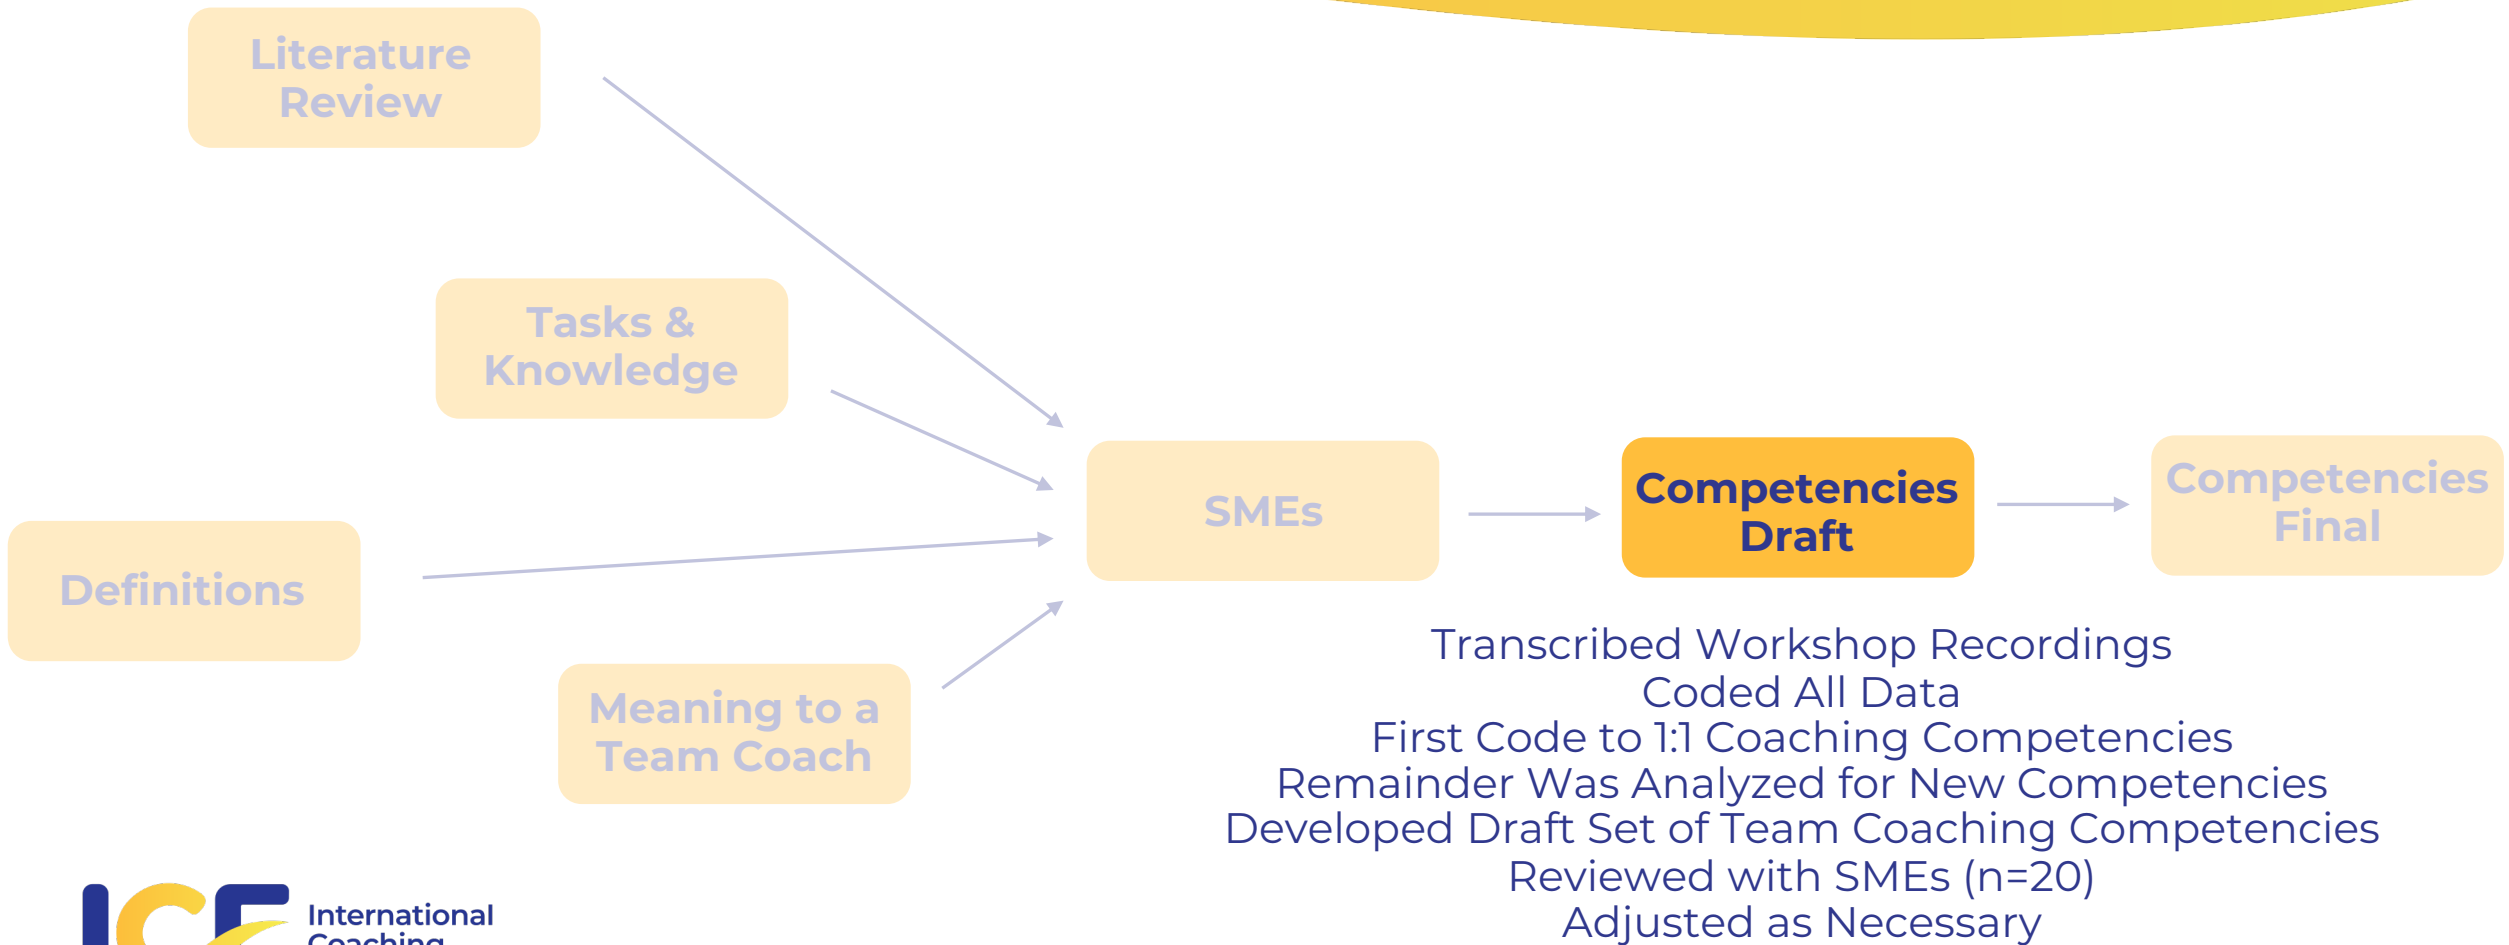 Literature
Review
Tasks &
Knowledge
Definitions
Meaning to a
Team Coach
SMEs
Competencies
Draft
Competencies
Final
Transcribed Workshop Recordings
Coded All Data
First Code to 1:1 Coaching Competencies
Remainder Was Analyzed for New Competencies
Developed Draft Set of Team Coaching Competencies
Reviewed with SMEs (n=20)
Adjusted as Necessary
ICF
International
Coaching